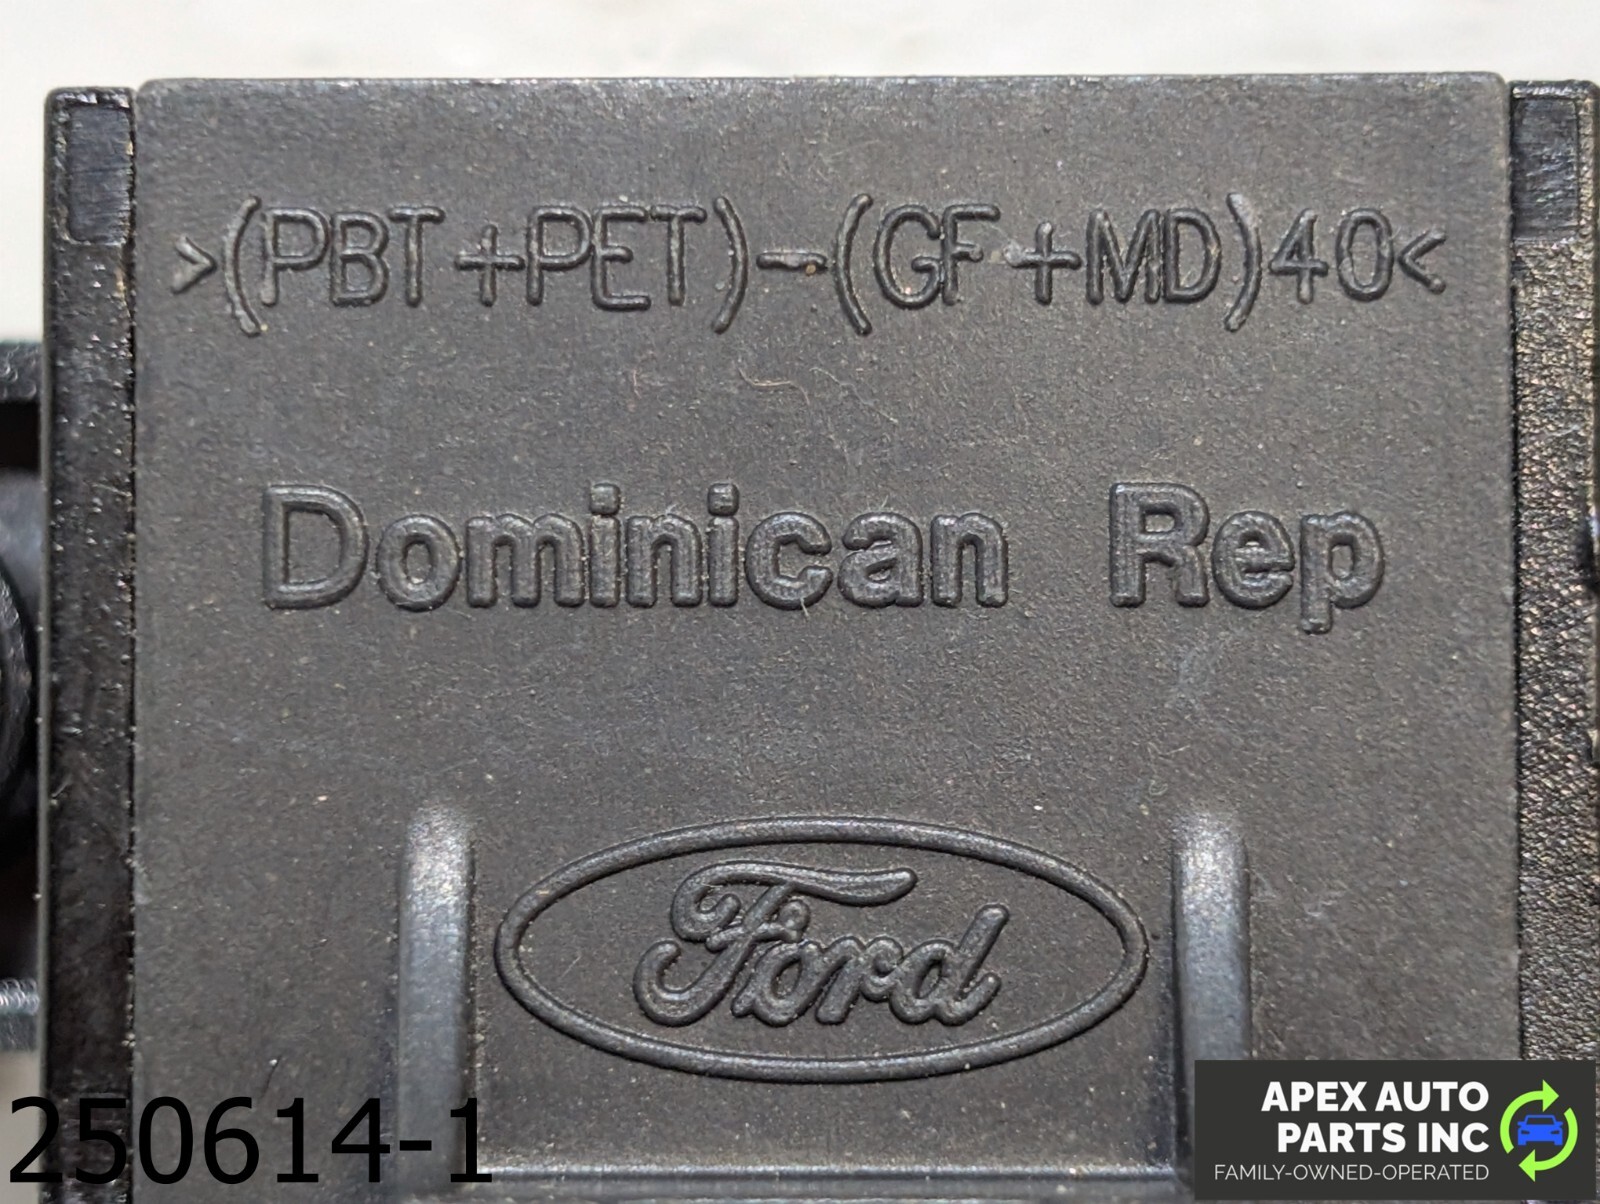 >(PBT+PET)-(GF+MD)40<
Dominican Rep
Ford
250614-1
APEX AUTO
PARTS INC
FAMILY-OWNED-OPERATED